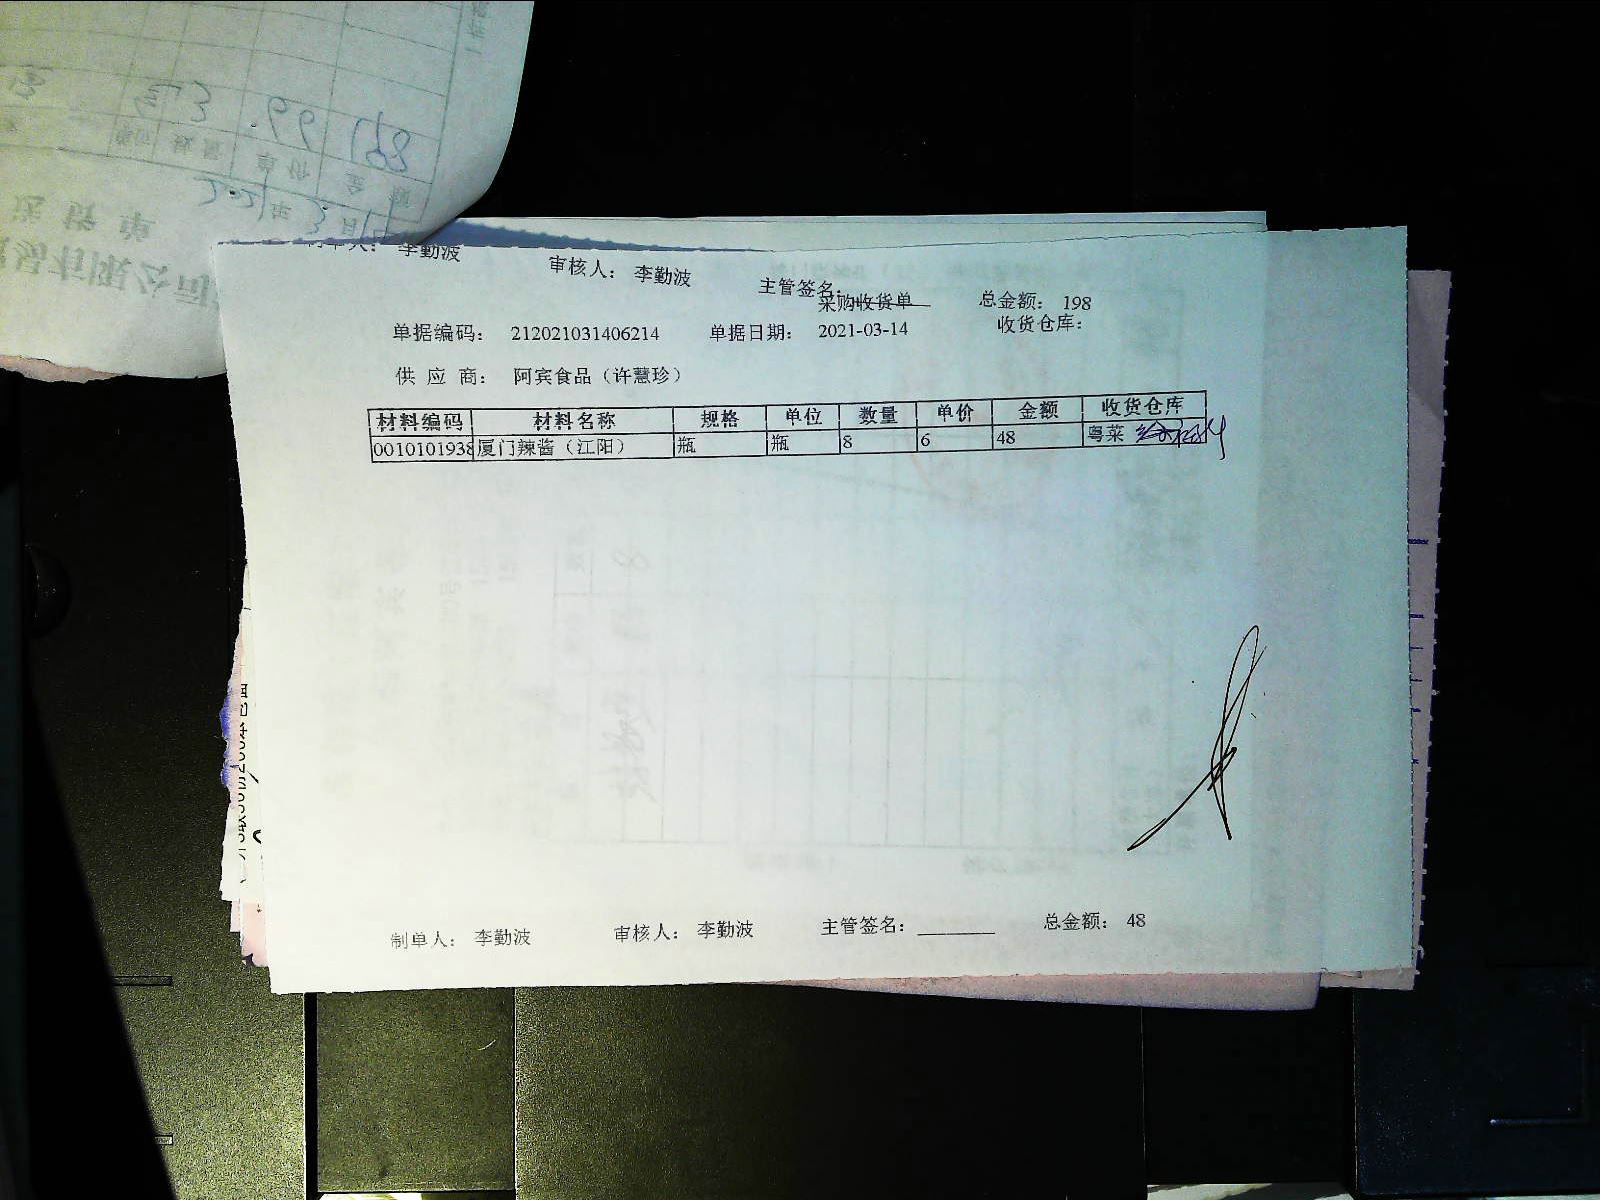 制单人： 李勤波 审核人： 李勤波 主管签名： 总金额： 198
采购收货单
单据编码： 212021031406214 单据日期： 2021-03-14 收货仓库：
供 应 商： 阿宾食品（许慧珍）
材料编码 材料名称 规格 单位 数量 单价 金额 收货仓库
0010101938 厦门辣酱（江阳） 瓶 瓶 8 6 48 粤菜
制单人： 李勤波 审核人： 李勤波 主管签名：________ 总金额： 48